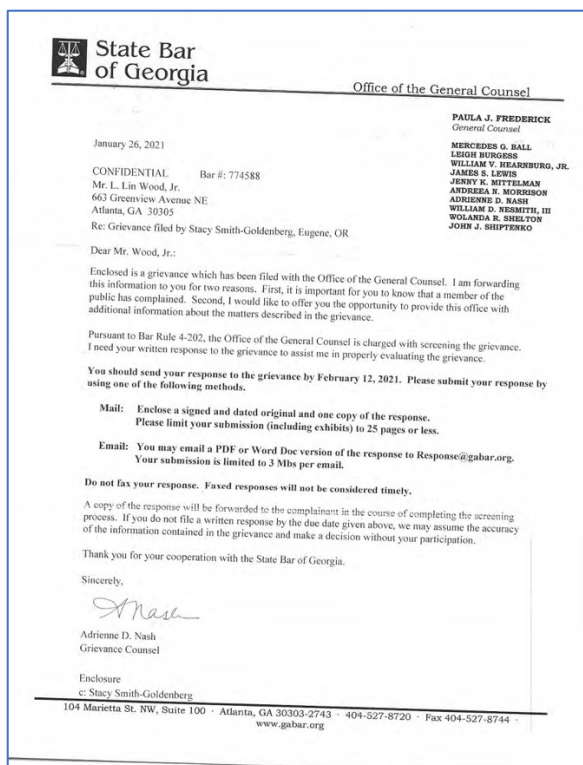 State Bar
of Georgia
Office of the General Counsel
PAULA J. FREDERICK
General Counsel
MERCEDES G. BALL
LEIGH BURGESS
WILLIAM V. HEARNBURG, JR.
JAMES S. LEWIS
JENNY K. MITTELMAN
ANDREEA N. MORRISON
ADRIENNE D. NASH
WILLIAM D. NESMITH, III
WOLANDA R. SHELTON
JOHN J. SHIPTENKO
January 26, 2021
CONFIDENTIAL Bar #: 774588
Mr. L. Lin Wood, Jr.
663 Greenview Avenue NE
Atlanta, GA 30305
Re: Grievance filed by Stacy Smith-Goldenberg, Eugene, OR
Dear Mr. Wood, Jr.:
Enclosed is a grievance which has been filed with the Office of the General Counsel. I am forwarding
this information to you for two reasons. First, it is important for you to know that a member of the
public has complained. Second, I would like to offer you the opportunity to provide this office with
additional information about the matters described in the grievance.
Pursuant to Bar Rule 4-202, the Office of the General Counsel is charged with screening the grievance.
I need your written response to the grievance to assist me in properly evaluating the grievance.
You should send your response to the grievance by February 12, 2021. Please submit your response by
using one of the following methods.
Mail: Enclose a signed and dated original and one copy of the response.
Please limit your submission (including exhibits) to 25 pages or less.
Email: You may email a PDF or Word Doc version of the response to Response@gabar.org.
Your submission is limited to 3 Mbs per email.
Do not fax your response. Faxed responses will not be considered timely.
A copy of the response will be forwarded to the complainant in the course of completing the screening
process. If you do not file a written response by the due date given above, we may assume the accuracy
of the information contained in the grievance and make a decision without your participation.
Thank you for your cooperation with the State Bar of Georgia.
Sincerely,
A Nash
Adrienne D. Nash
Grievance Counsel
Enclosure
c: Stacy Smith-Goldenberg
104 Marietta St. NW, Suite 100 · Atlanta, GA 30303-2743 · 404-527-8720 · Fax 404-527-8744 ·
www.gabar.org